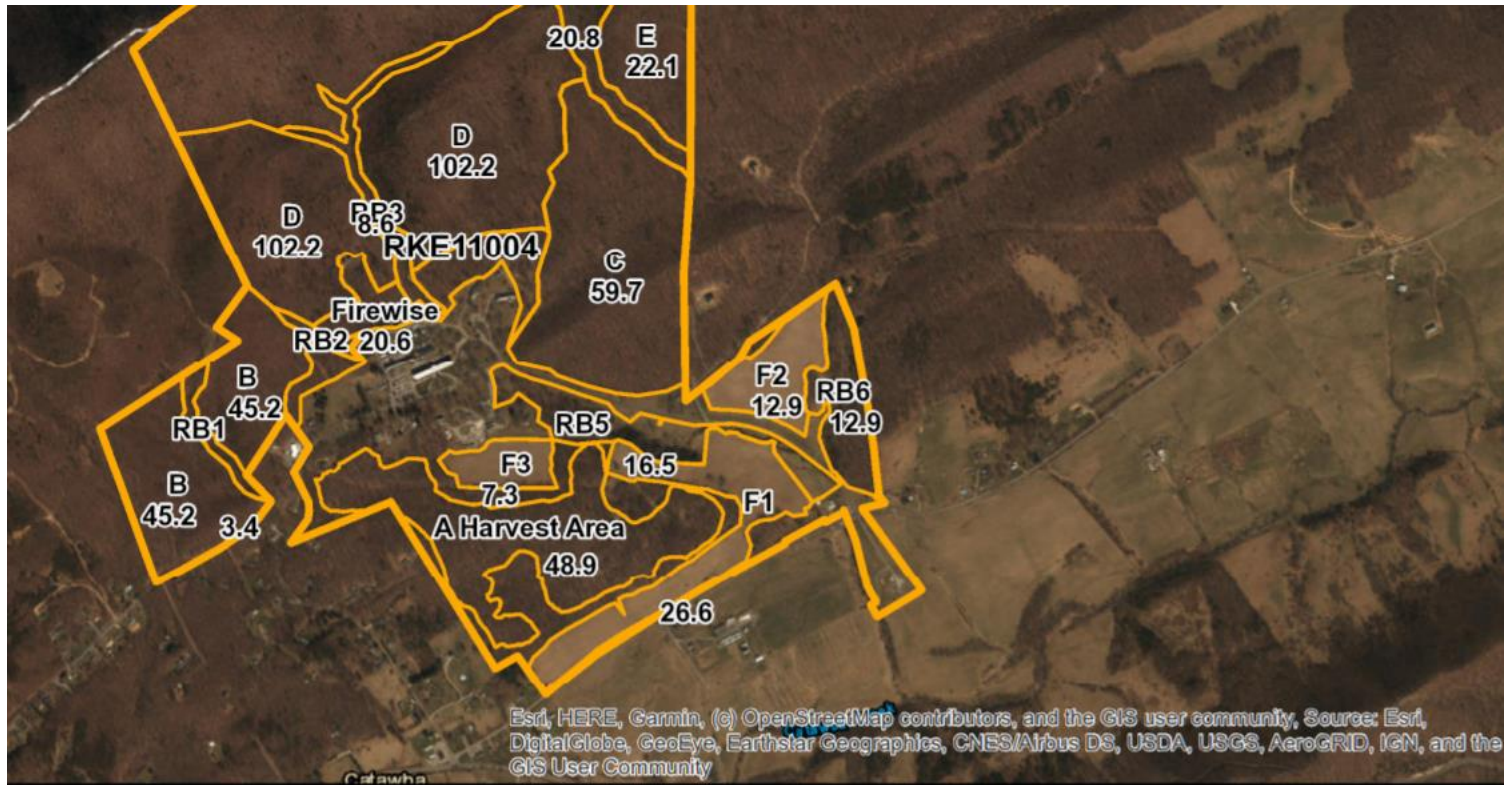 20.8
E
22.1
D
102.2
D
102.2
8.6
RKE11004
C
59.7
Firewise
RB2 20.6
B
45.2
RB1
B
45.2
3.4
F2
12.9
RB6
12.9
RB5
F3
7.3
16.5
F1
A Harvest Area
48.9
26.6
Esri, HERE, Garmin, (c) OpenStreetMap contributors, and the GIS user community, Source: Esri,
DigitalGlobe, GeoEye, Earthstar Geographics, CNES/Airbus DS, USDA, USGS, AeroGRID, IGN, and the
GIS User Community
Catawba